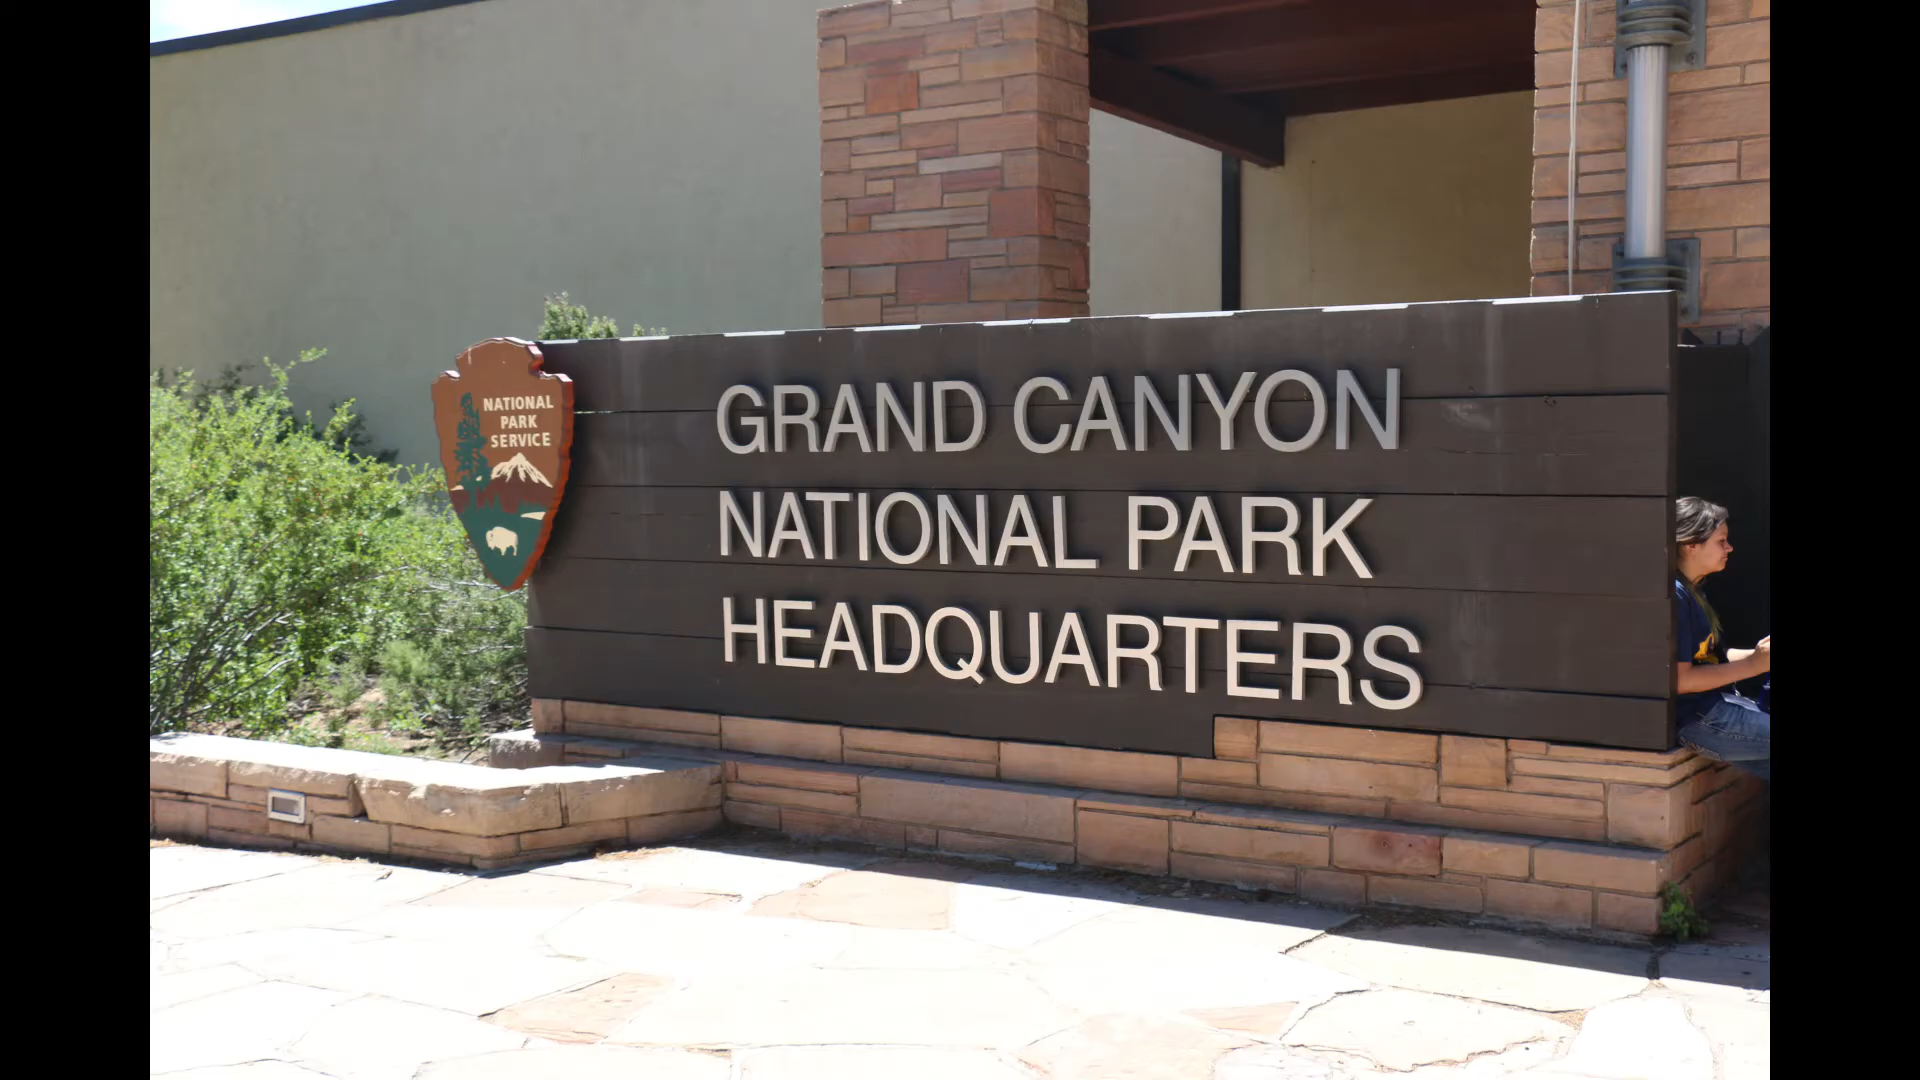 NATIONAL
PARK
SERVICE
GRAND CANYON
NATIONAL PARK
HEADQUARTERS